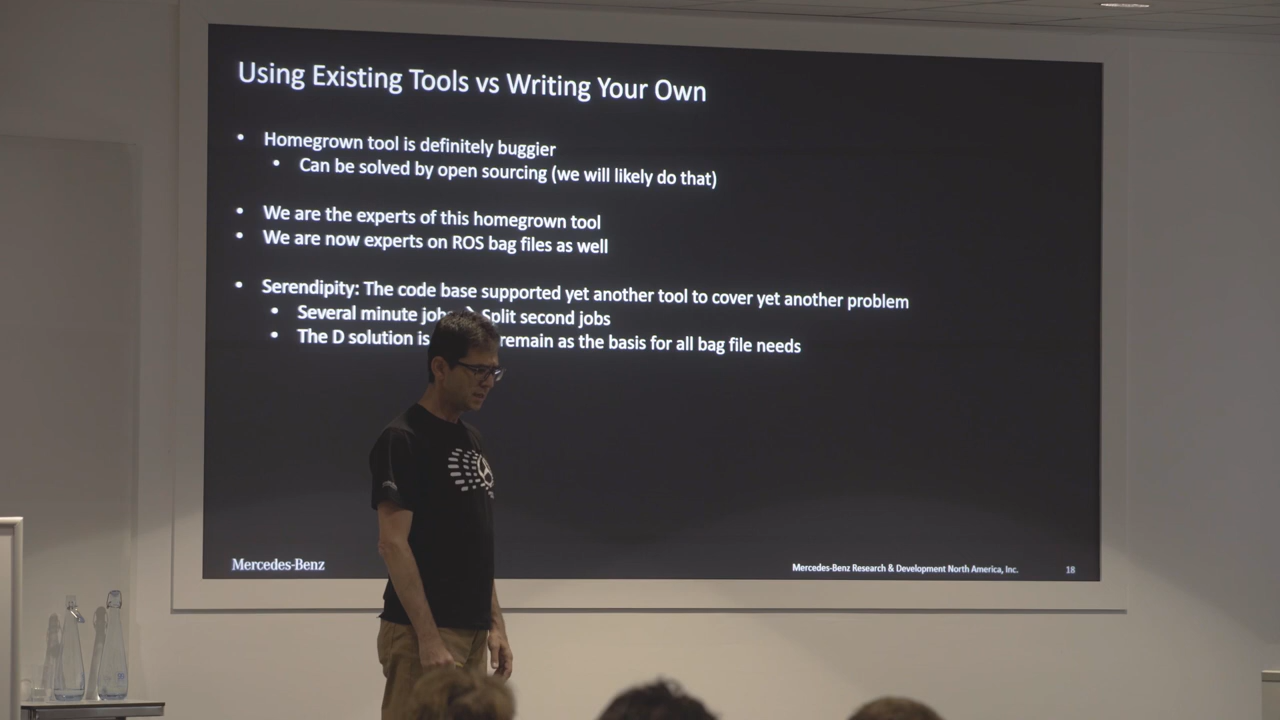 Using Existing Tools vs Writing Your Own
• Homegrown tool is definitely buggier
• Can be solved by open sourcing (we will likely do that)
• We are the experts of this homegrown tool
• We are now experts on ROS bag files as well
• Serendipity: The code base supported yet another tool to cover yet another problem
• Several minute jobs → Split second jobs
• The D solution is remain as the basis for all bag file needs
Mercedes-Benz
Mercedes-Benz Research & Development North America, Inc.
18